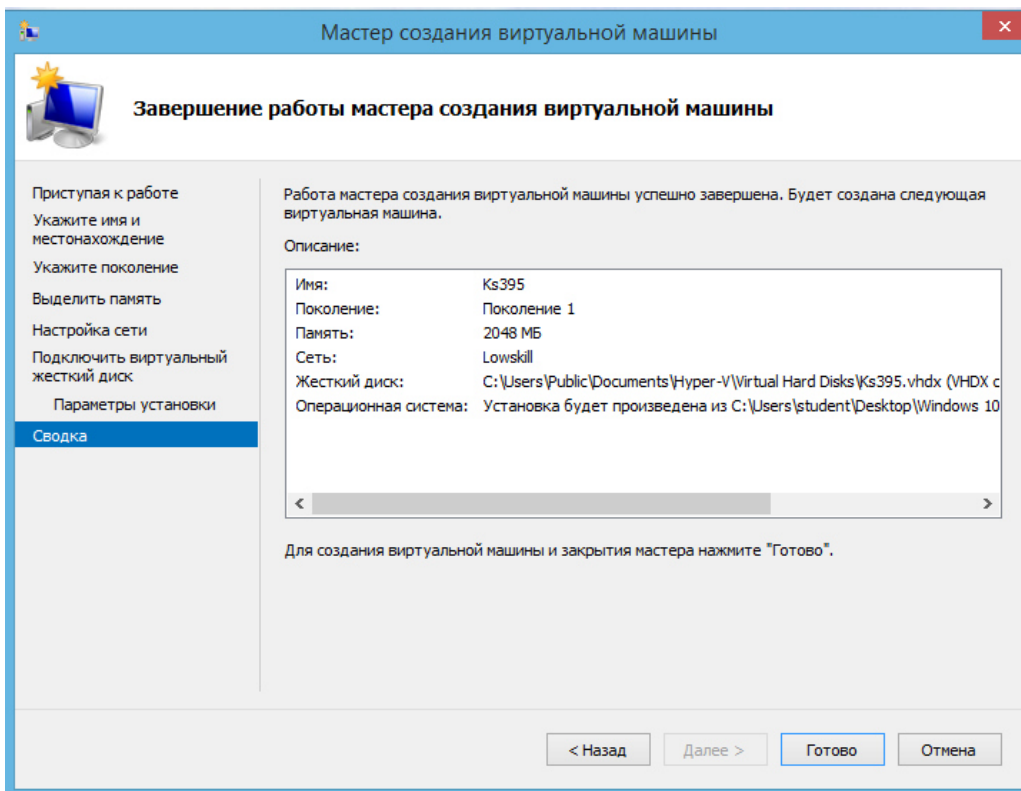 Мастер создания виртуальной машины
Завершение работы мастера создания виртуальной машины
Приступая к работе
Укажите имя и
местонахождение
Укажите поколение
Выделить память
Настройка сети
Подключить виртуальный
жесткий диск
Параметры установки
Сводка
Работа мастера создания виртуальной машины успешно завершена. Будет создана следующая
виртуальная машина.
Описание:
Имя: Ks395
Поколение: Поколение 1
Память: 2048 МБ
Сеть: Lowskill
Жесткий диск: C:\Users\Public\Documents\Hyper-V\Virtual Hard Disks\Ks395.vhdx (VHDX с
Операционная система: Установка будет произведена из C:\Users\student\Desktop\Windows 10
Для создания виртуальной машины и закрытия мастера нажмите "Готово".
< Назад Далее > Готово Отмена